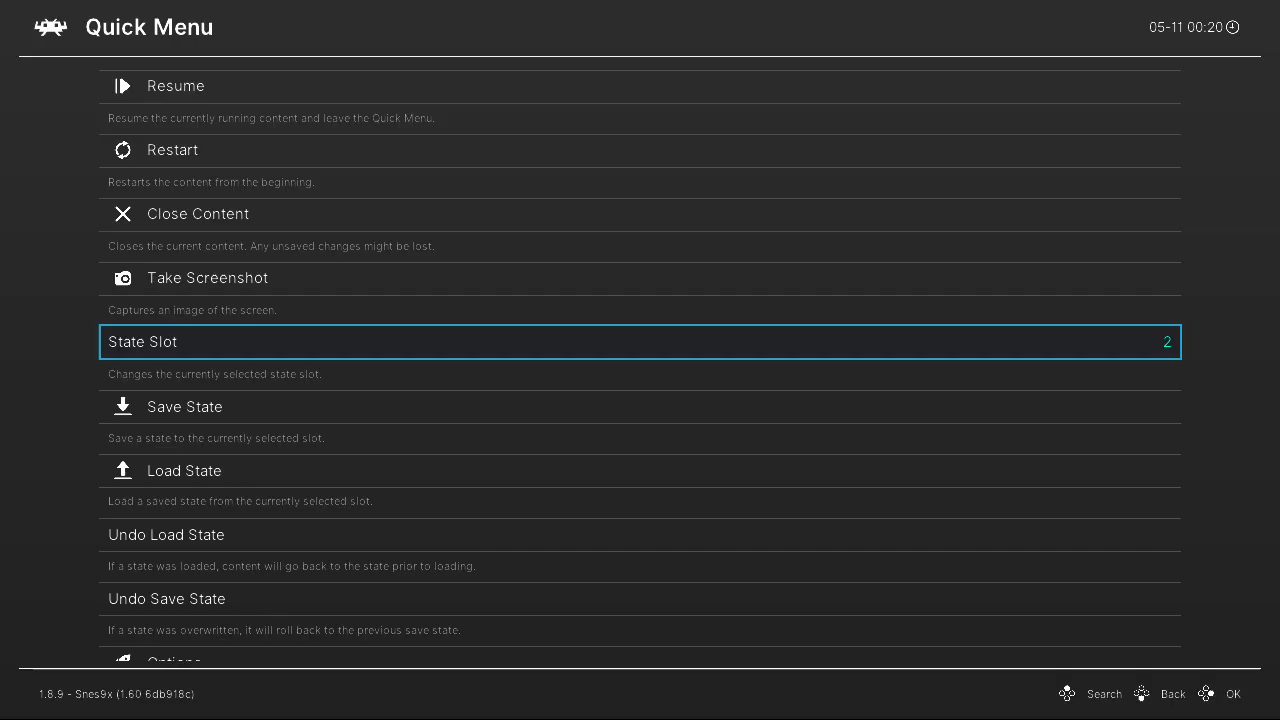 Quick Menu
05-11 00:20
Resume
Resume the currently running content and leave the Quick Menu.
Restart
Restarts the content from the beginning.
Close Content
Closes the current content. Any unsaved changes might be lost.
Take Screenshot
Captures an image of the screen.
State Slot 2
Changes the currently selected state slot.
Save State
Save a state to the currently selected slot.
Load State
Load a saved state from the currently selected slot.
Undo Load State
If a state was loaded, content will go back to the state prior to loading.
Undo Save State
If a state was overwritten, it will roll back to the previous save state.
Options
1.8.9 - Snes9x (1.60 6db918c)
Search Back OK